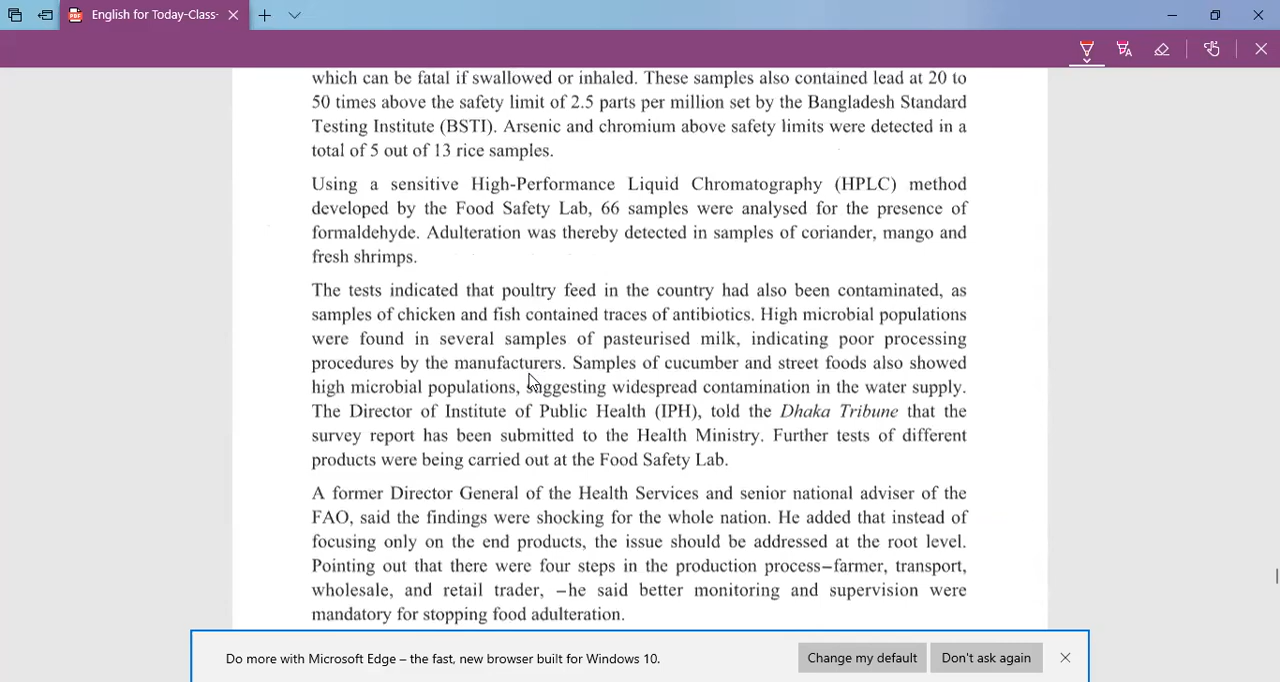 English for Today-Class-
which can be fatal if swallowed or inhaled. These samples also contained lead at 20 to
50 times above the safety limit of 2.5 parts per million set by the Bangladesh Standard
Testing Institute (BSTI). Arsenic and chromium above safety limits were detected in a
total of 5 out of 13 rice samples.
Using a sensitive High-Performance Liquid Chromatography (HPLC) method
developed by the Food Safety Lab, 66 samples were analysed for the presence of
formaldehyde. Adulteration was thereby detected in samples of coriander, mango and
fresh shrimps.
The tests indicated that poultry feed in the country had also been contaminated, as
samples of chicken and fish contained traces of antibiotics. High microbial populations
were found in several samples of pasteurised milk, indicating poor processing
procedures by the manufacturers. Samples of cucumber and street foods also showed
high microbial populations, suggesting widespread contamination in the water supply.
The Director of Institute of Public Health (IPH), told the Dhaka Tribune that the
survey report has been submitted to the Health Ministry. Further tests of different
products were being carried out at the Food Safety Lab.
A former Director General of the Health Services and senior national adviser of the
FAO, said the findings were shocking for the whole nation. He added that instead of
focusing only on the end products, the issue should be addressed at the root level.
Pointing out that there were four steps in the production process–farmer, transport,
wholesale, and retail trader, –he said better monitoring and supervision were
mandatory for stopping food adulteration.
Do more with Microsoft Edge – the fast, new browser built for Windows 10.
Change my default
Don't ask again